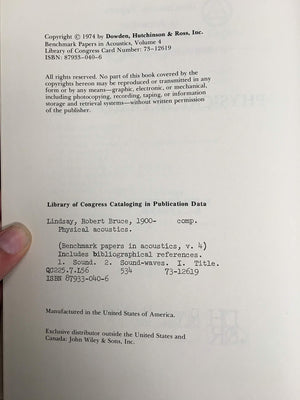 Copyright © 1974 by Dowden, Hutchinson & Ross, Inc.
Benchmark Papers in Acoustics, Volume 4
Library of Congress Card Number: 73-12619
ISBN: 87933-040-6
All rights reserved. No part of this book covered by the
copyrights hereon may be reproduced or transmitted in any
form or by any means—graphic, electronic, or mechanical,
including photocopying, recording, taping, or information
storage and retrieval systems—without written permission
of the publisher.
Library of Congress Cataloging in Publication Data
Lindsay, Robert Bruce, 1900- comp.
Physical acoustics.
(Benchmark papers in acoustics, v. 4)
Includes bibliographical references.
1. Sound. 2. Sound-waves. I. Title.
QC225.7.L56 534 73-12619
ISBN 87933-040-6
Manufactured in the United States of America.
Exclusive distributor outside the United States and
Canada: John Wiley & Sons, Inc.